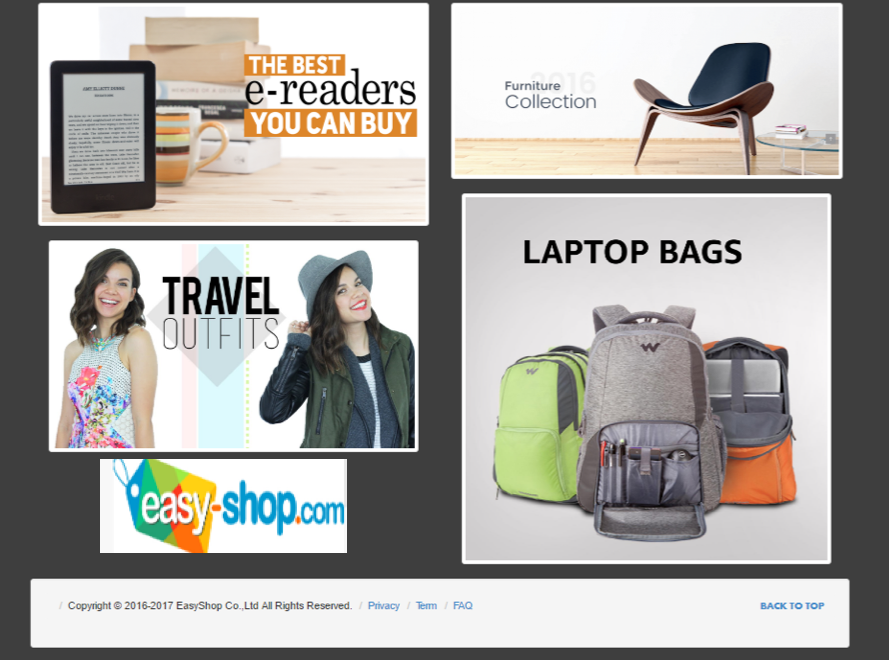 THE BEST
e-readers
YOU CAN BUY
2016
Furniture
Collection
TRAVEL
OUTFITS
LAPTOP BAGS
easy-shop.com
/ Copyright © 2016-2017 EasyShop Co.,Ltd All Rights Reserved. / Privacy / Term / FAQ
BACK TO TOP